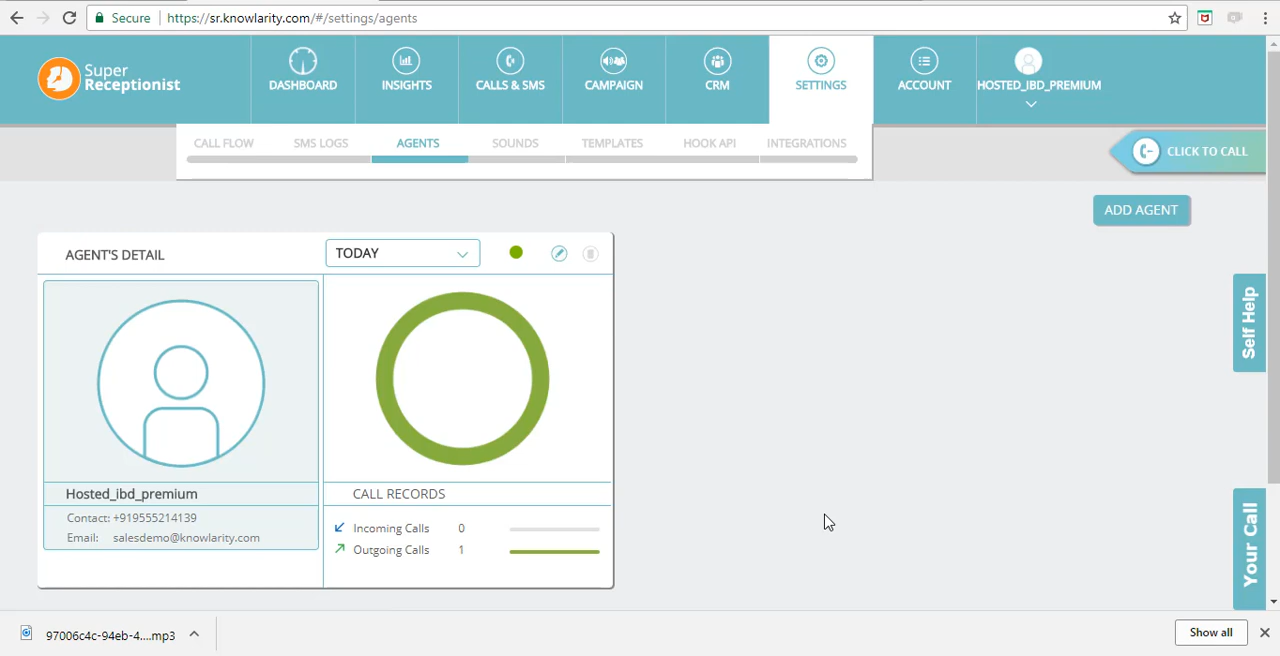 Secure https://sr.knowlarity.com/#/settings/agents
Super
Receptionist
DASHBOARD
INSIGHTS
CALLS & SMS
CAMPAIGN
CRM
SETTINGS
ACCOUNT
HOSTED_IBD_PREMIUM
CALL FLOW
SMS LOGS
AGENTS
SOUNDS
TEMPLATES
HOOK API
INTEGRATIONS
CLICK TO CALL
ADD AGENT
AGENT'S DETAIL
TODAY
Self Help
Hosted_ibd_premium
Contact: +919555214139
Email: salesdemo@knowlarity.com
CALL RECORDS
Incoming Calls 0
Outgoing Calls 1
Your Call
97006c4c-94eb-4....mp3
Show all